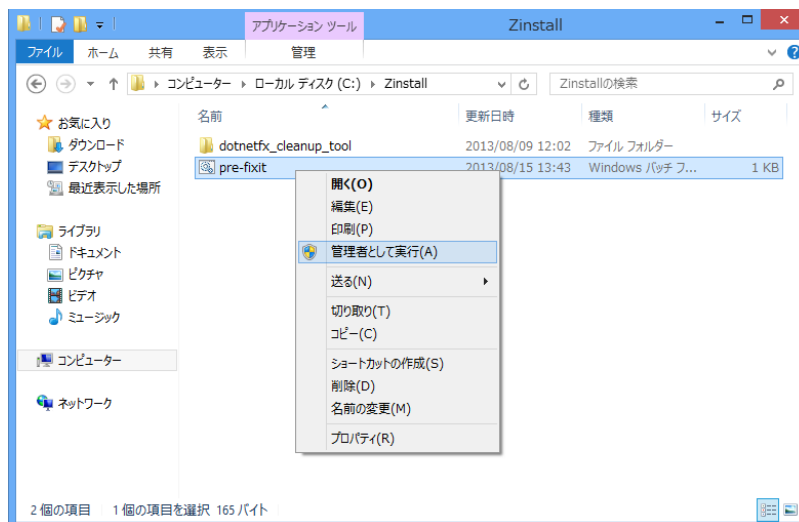 アプリケーション ツール
Zinstall
ファイル ホーム 共有 表示 管理
コンピューター ローカル ディスク (C:) Zinstall
Zinstallの検索
お気に入り
ダウンロード
デスクトップ
最近表示した場所
ライブラリ
ドキュメント
ピクチャ
ビデオ
ミュージック
コンピューター
ネットワーク
名前 更新日時 種類 サイズ
dotnetfx_cleanup_tool 2013/08/09 12:02 ファイル フォルダー
pre-fixit 2013/08/15 13:43 Windows バッチ フ... 1 KB
開く(O)
編集(E)
印刷(P)
管理者として実行(A)
送る(N)
切り取り(T)
コピー(C)
ショートカットの作成(S)
削除(D)
名前の変更(M)
プロパティ(R)
2 個の項目 1 個の項目を選択 165 バイト